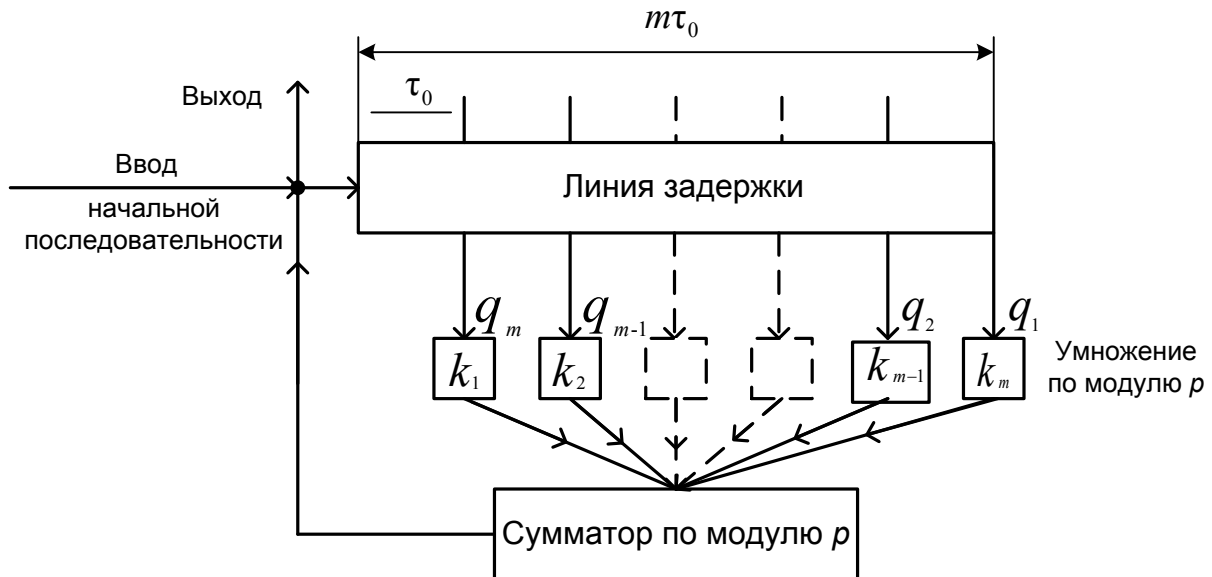 mτ₀
Выход
τ₀
Ввод
начальной
последовательности
Линия задержки
qₘ qₘ₋₁ q₂ q₁
k₁ k₂ kₘ₋₁ kₘ
Умножение
по модулю p
Сумматор по модулю p